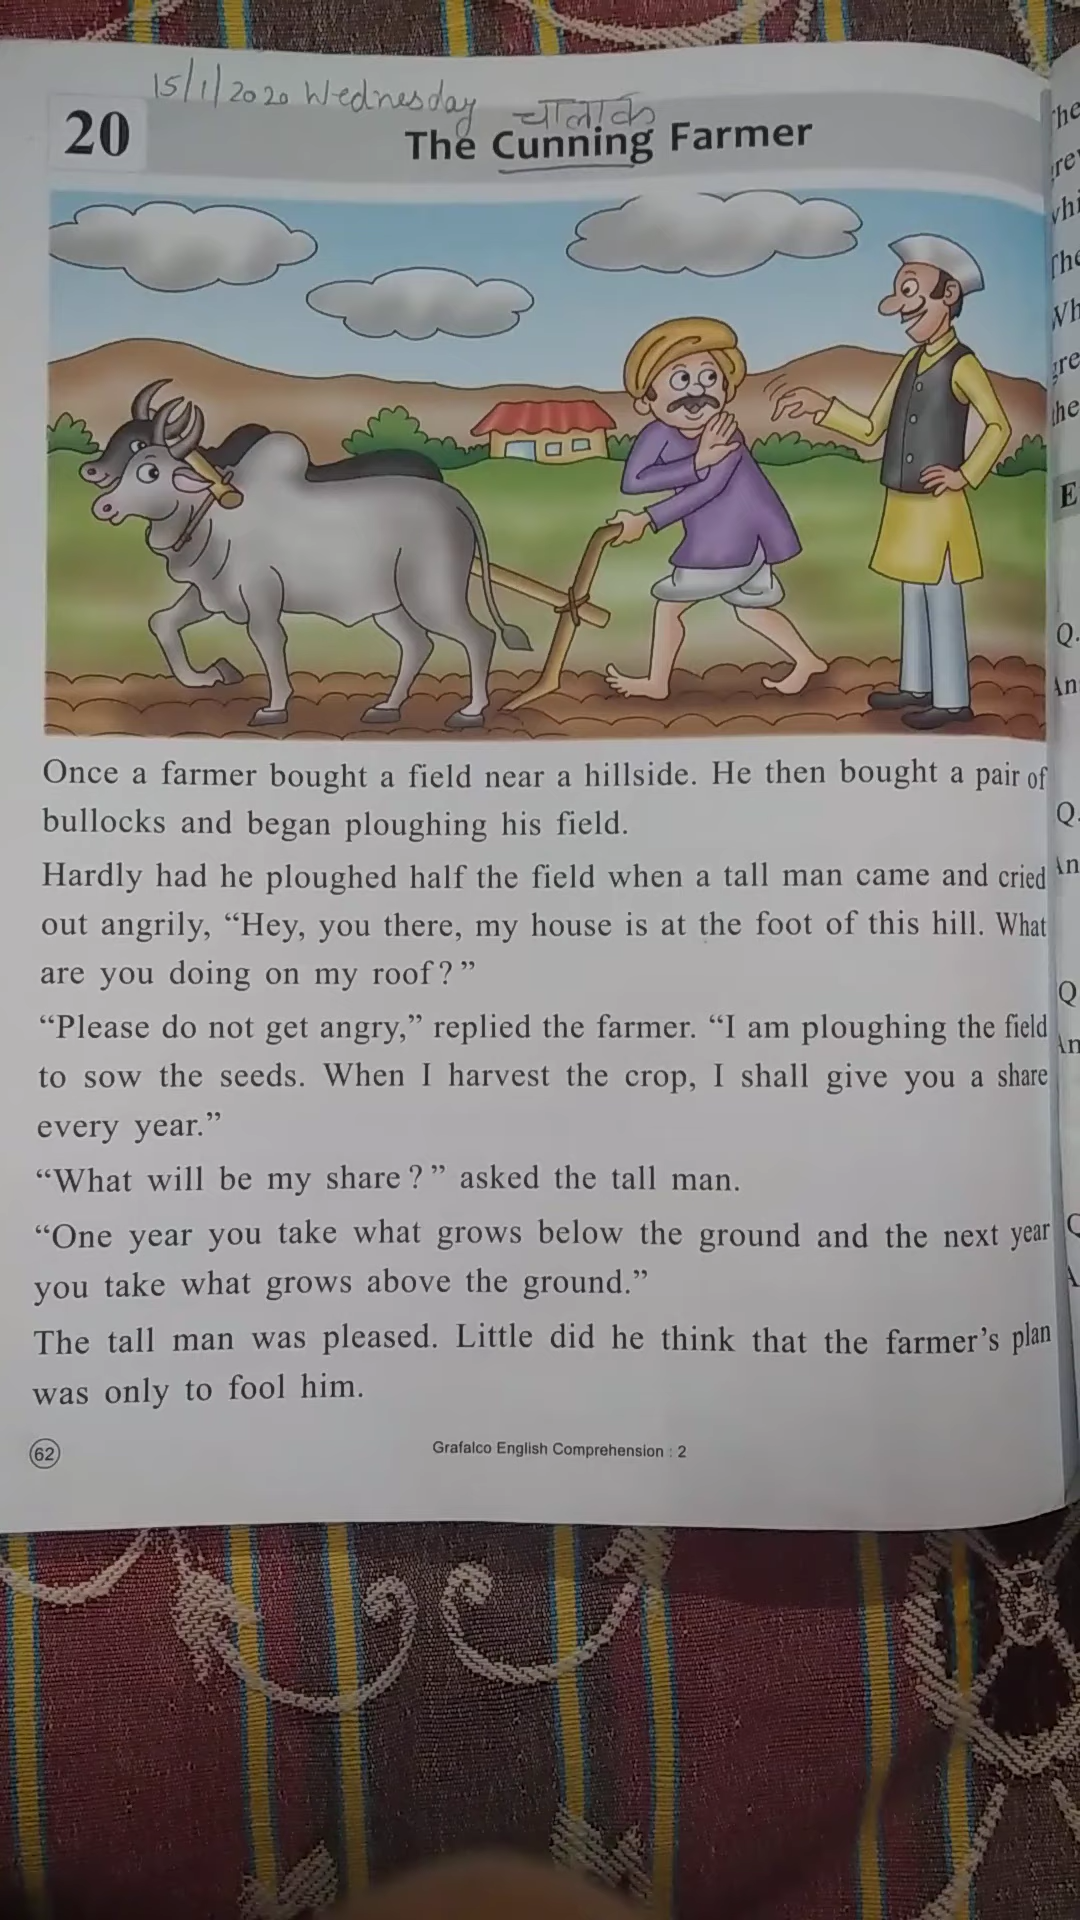 15/1/2020 Wednesday
चालाक
20
The Cunning Farmer
Once a farmer bought a field near a hillside. He then bought a pair of
bullocks and began ploughing his field.
Hardly had he ploughed half the field when a tall man came and cried
out angrily, “Hey, you there, my house is at the foot of this hill. What
are you doing on my roof?”
“Please do not get angry,” replied the farmer. “I am ploughing the field
to sow the seeds. When I harvest the crop, I shall give you a share
every year.”
“What will be my share?” asked the tall man.
“One year you take what grows below the ground and the next year
you take what grows above the ground.”
The tall man was pleased. Little did he think that the farmer’s plan
was only to fool him.
62
Grafalco English Comprehension : 2